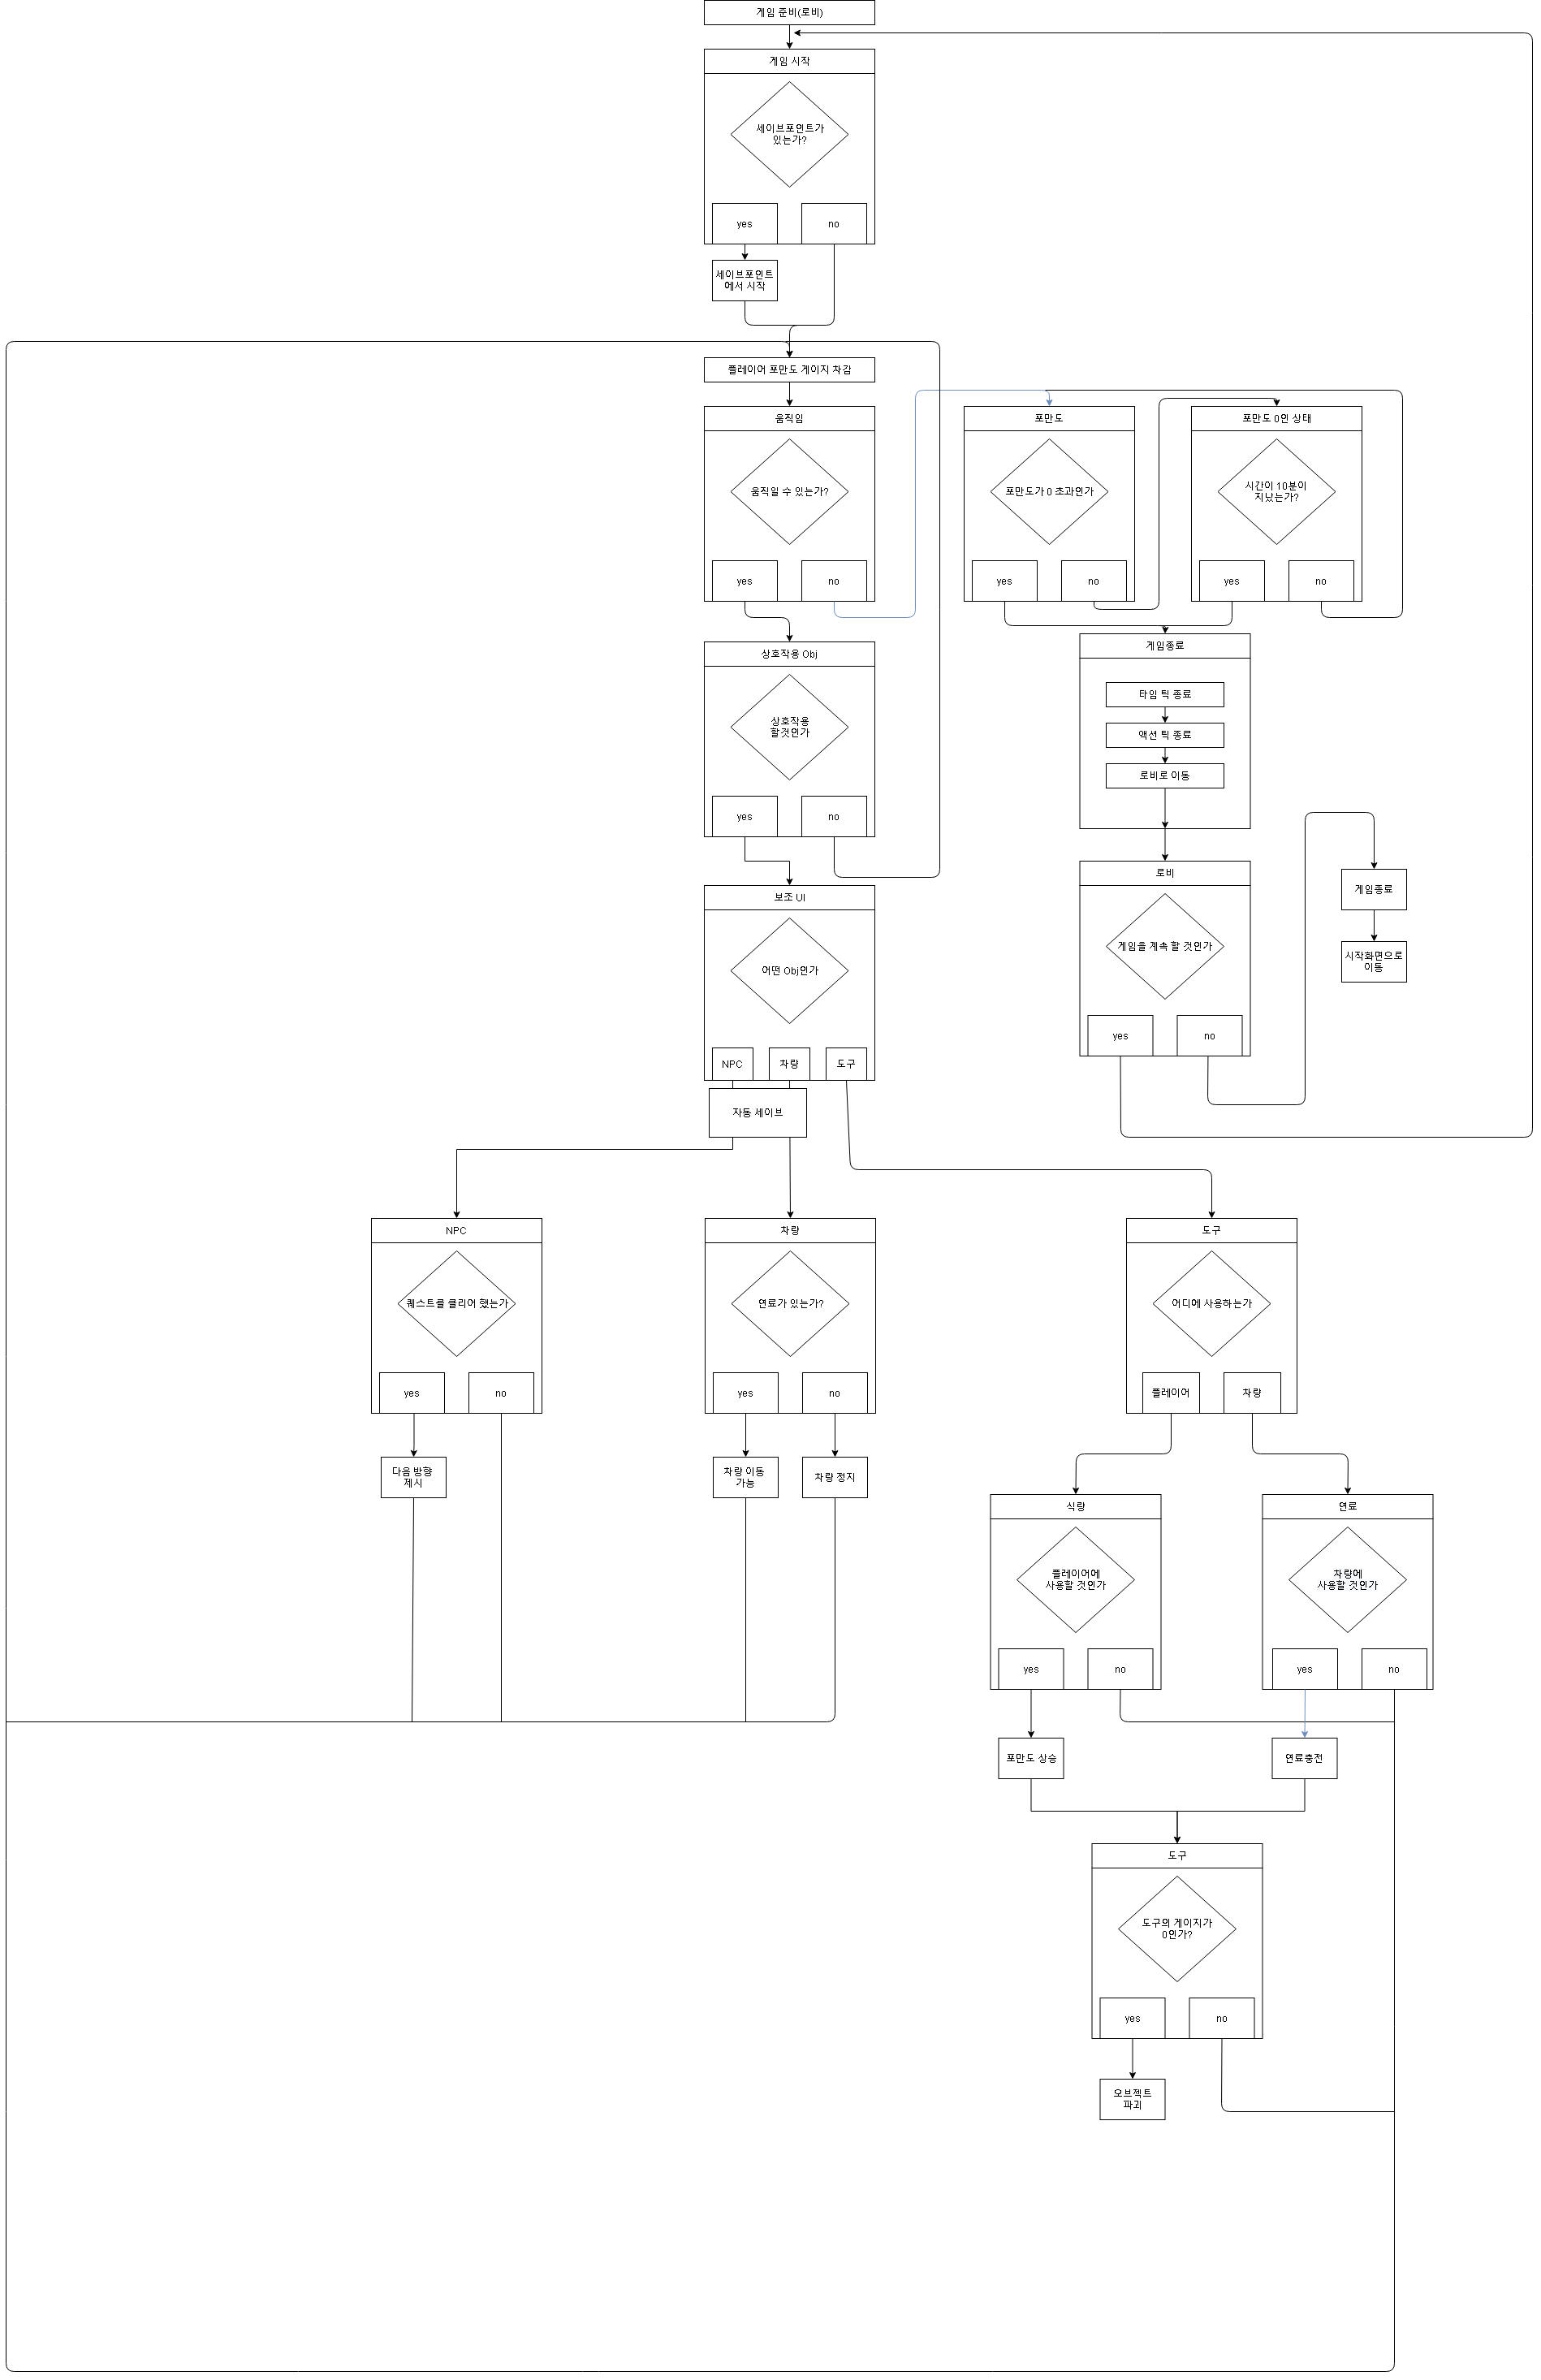 게임 준비(로비)
게임 시작
세이브포인트가
있는가?
yes
no
세이브포인트
에서 시작
플레이어 포만도 게이지 차감
움직임
움직일 수 있는가?
yes
no
포만도
포만도가 0 초과인가
yes
no
포만도 0인 상태
시간이 10분이
지났는가?
yes
no
상호작용 Obj
상호작용
할것인가
yes
no
게임종료
타임 틱 종료
액션 틱 종료
로비로 이동
로비
게임을 계속 할 것인가
yes
no
게임종료
시작화면으로
이동
보조 UI
어떤 Obj인가
NPC
차량
도구
자동 세이브
NPC
퀘스트를 클리어 했는가
yes
no
다음 방향
제시
차량
연료가 있는가?
yes
no
차량 이동
가능
차량 정지
도구
어디에 사용하는가
플레이어
차량
식량
플레이어에
사용할 것인가
yes
no
연료
차량에
사용할 것인가
yes
no
포만도 상승
연료충전
도구
도구의 게이지가
0인가?
yes
no
오브젝트
파괴